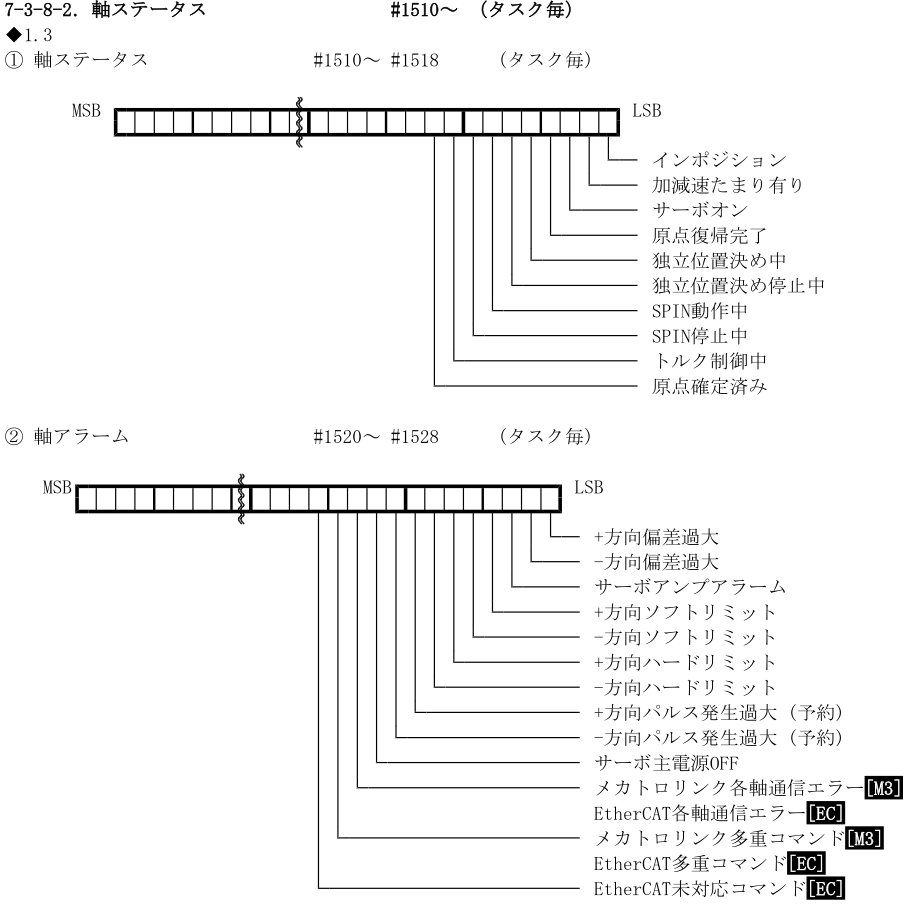 7-3-8-2. 軸ステータス #1510～ (タスク毎)
◆1.3
① 軸ステータス #1510～ #1518 (タスク毎)
MSB LSB
インポジション
加減速たまり有り
サーボオン
原点復帰完了
独立位置決め中
独立位置決め停止中
SPIN動作中
SPIN停止中
トルク制御中
原点確定済み
② 軸アラーム #1520～ #1528 (タスク毎)
MSB LSB
+方向偏差過大
-方向偏差過大
サーボアンプアラーム
+方向ソフトリミット
-方向ソフトリミット
+方向ハードリミット
-方向ハードリミット
+方向パルス発生過大 (予約)
-方向パルス発生過大 (予約)
サーボ主電源OFF
メカトロリンク各軸通信エラー[M3]
EtherCAT各軸通信エラー[EC]
メカトロリンク多重コマンド[M3]
EtherCAT多重コマンド[EC]
EtherCAT未対応コマンド[EC]